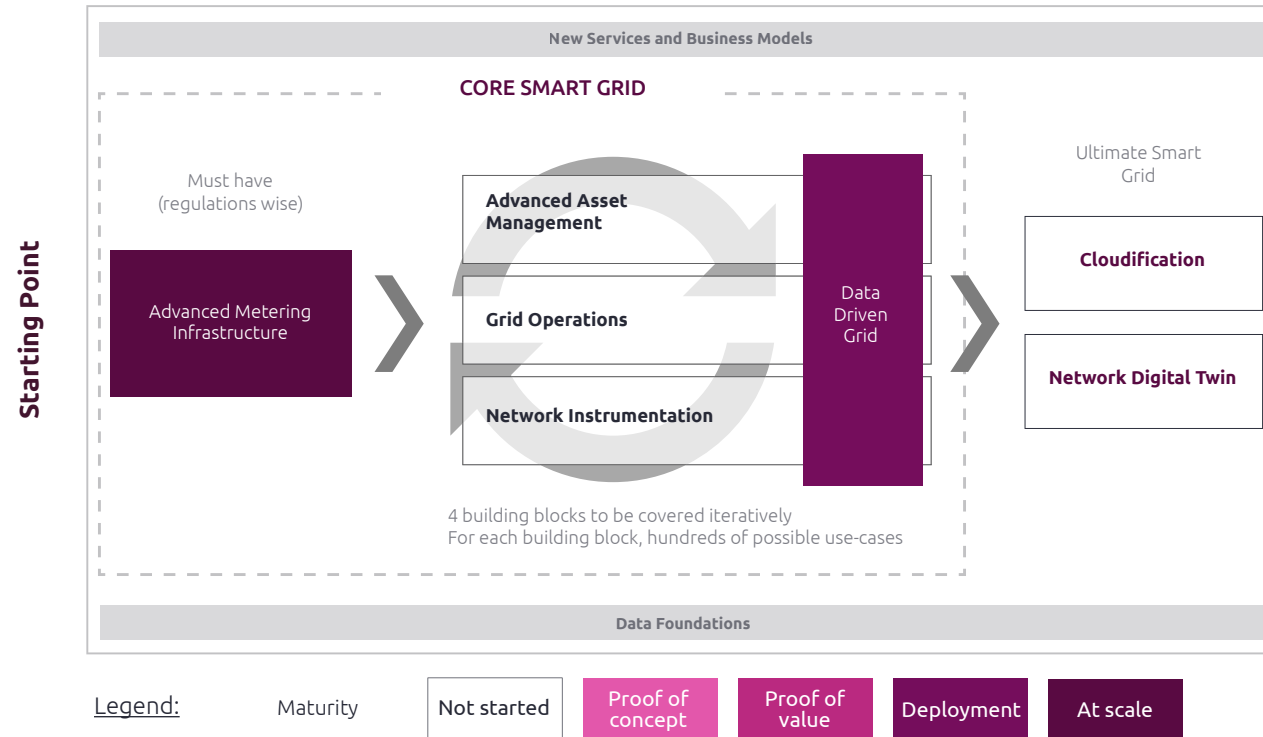 New Services and Business Models
CORE SMART GRID
Starting Point
Must have
(regulations wise)
Advanced Metering
Infrastructure
Advanced Asset
Management
Grid Operations
Network Instrumentation
Data
Driven
Grid
4 building blocks to be covered iteratively
For each building block, hundreds of possible use-cases
Ultimate Smart
Grid
Cloudification
Network Digital Twin
Data Foundations
Legend:
Maturity
Not started
Proof of
concept
Proof of
value
Deployment
At scale